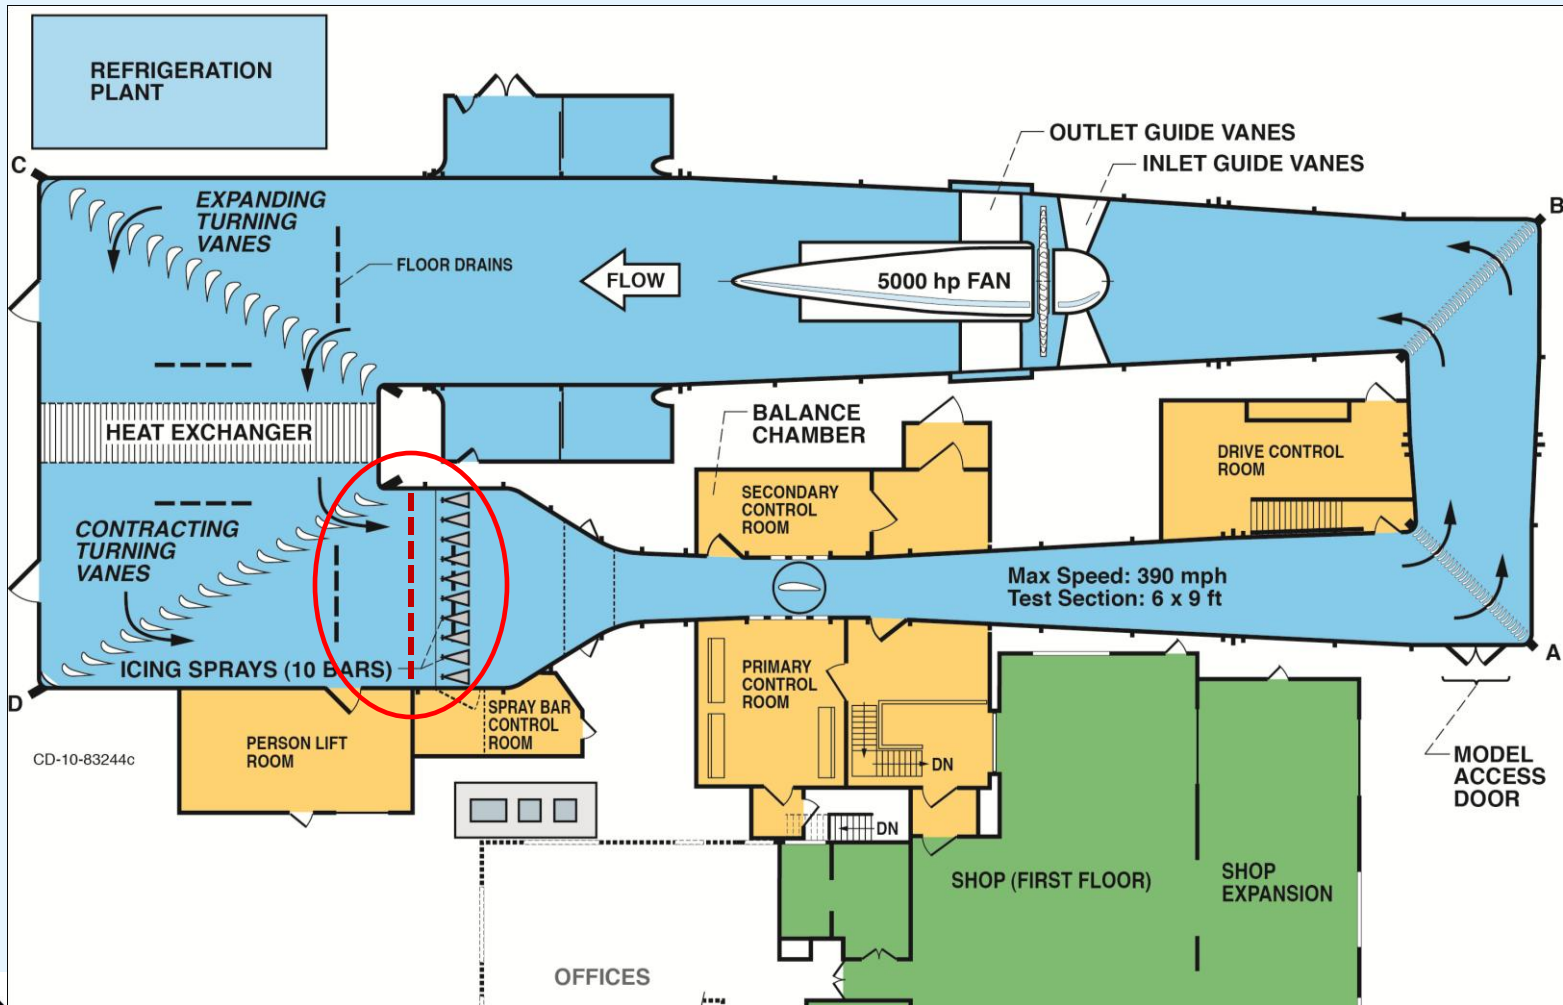 REFRIGERATION
PLANT
OUTLET GUIDE VANES
INLET GUIDE VANES
C
B
EXPANDING
TURNING
VANES
FLOOR DRAINS
FLOW
5000 hp FAN
HEAT EXCHANGER
BALANCE
CHAMBER
DRIVE CONTROL
ROOM
SECONDARY
CONTROL
ROOM
CONTRACTING
TURNING
VANES
Max Speed: 390 mph
Test Section: 6 x 9 ft
ICING SPRAYS (10 BARS)
A
D
PRIMARY
CONTROL
ROOM
SPRAY BAR
CONTROL
ROOM
PERSON LIFT
ROOM
CD-10-83244c
DN
MODEL
ACCESS
DOOR
DN
SHOP (FIRST FLOOR)
SHOP
EXPANSION
OFFICES